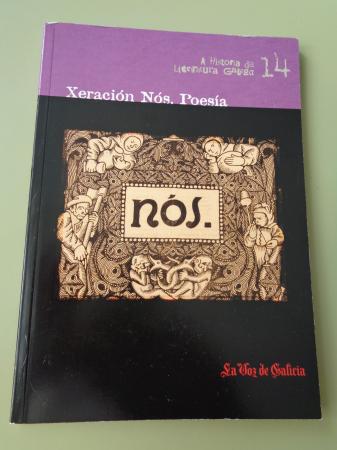 A Historia da
Literatura Galega 14
Xeración Nós. Poesía
nós.
La Voz de Galicia